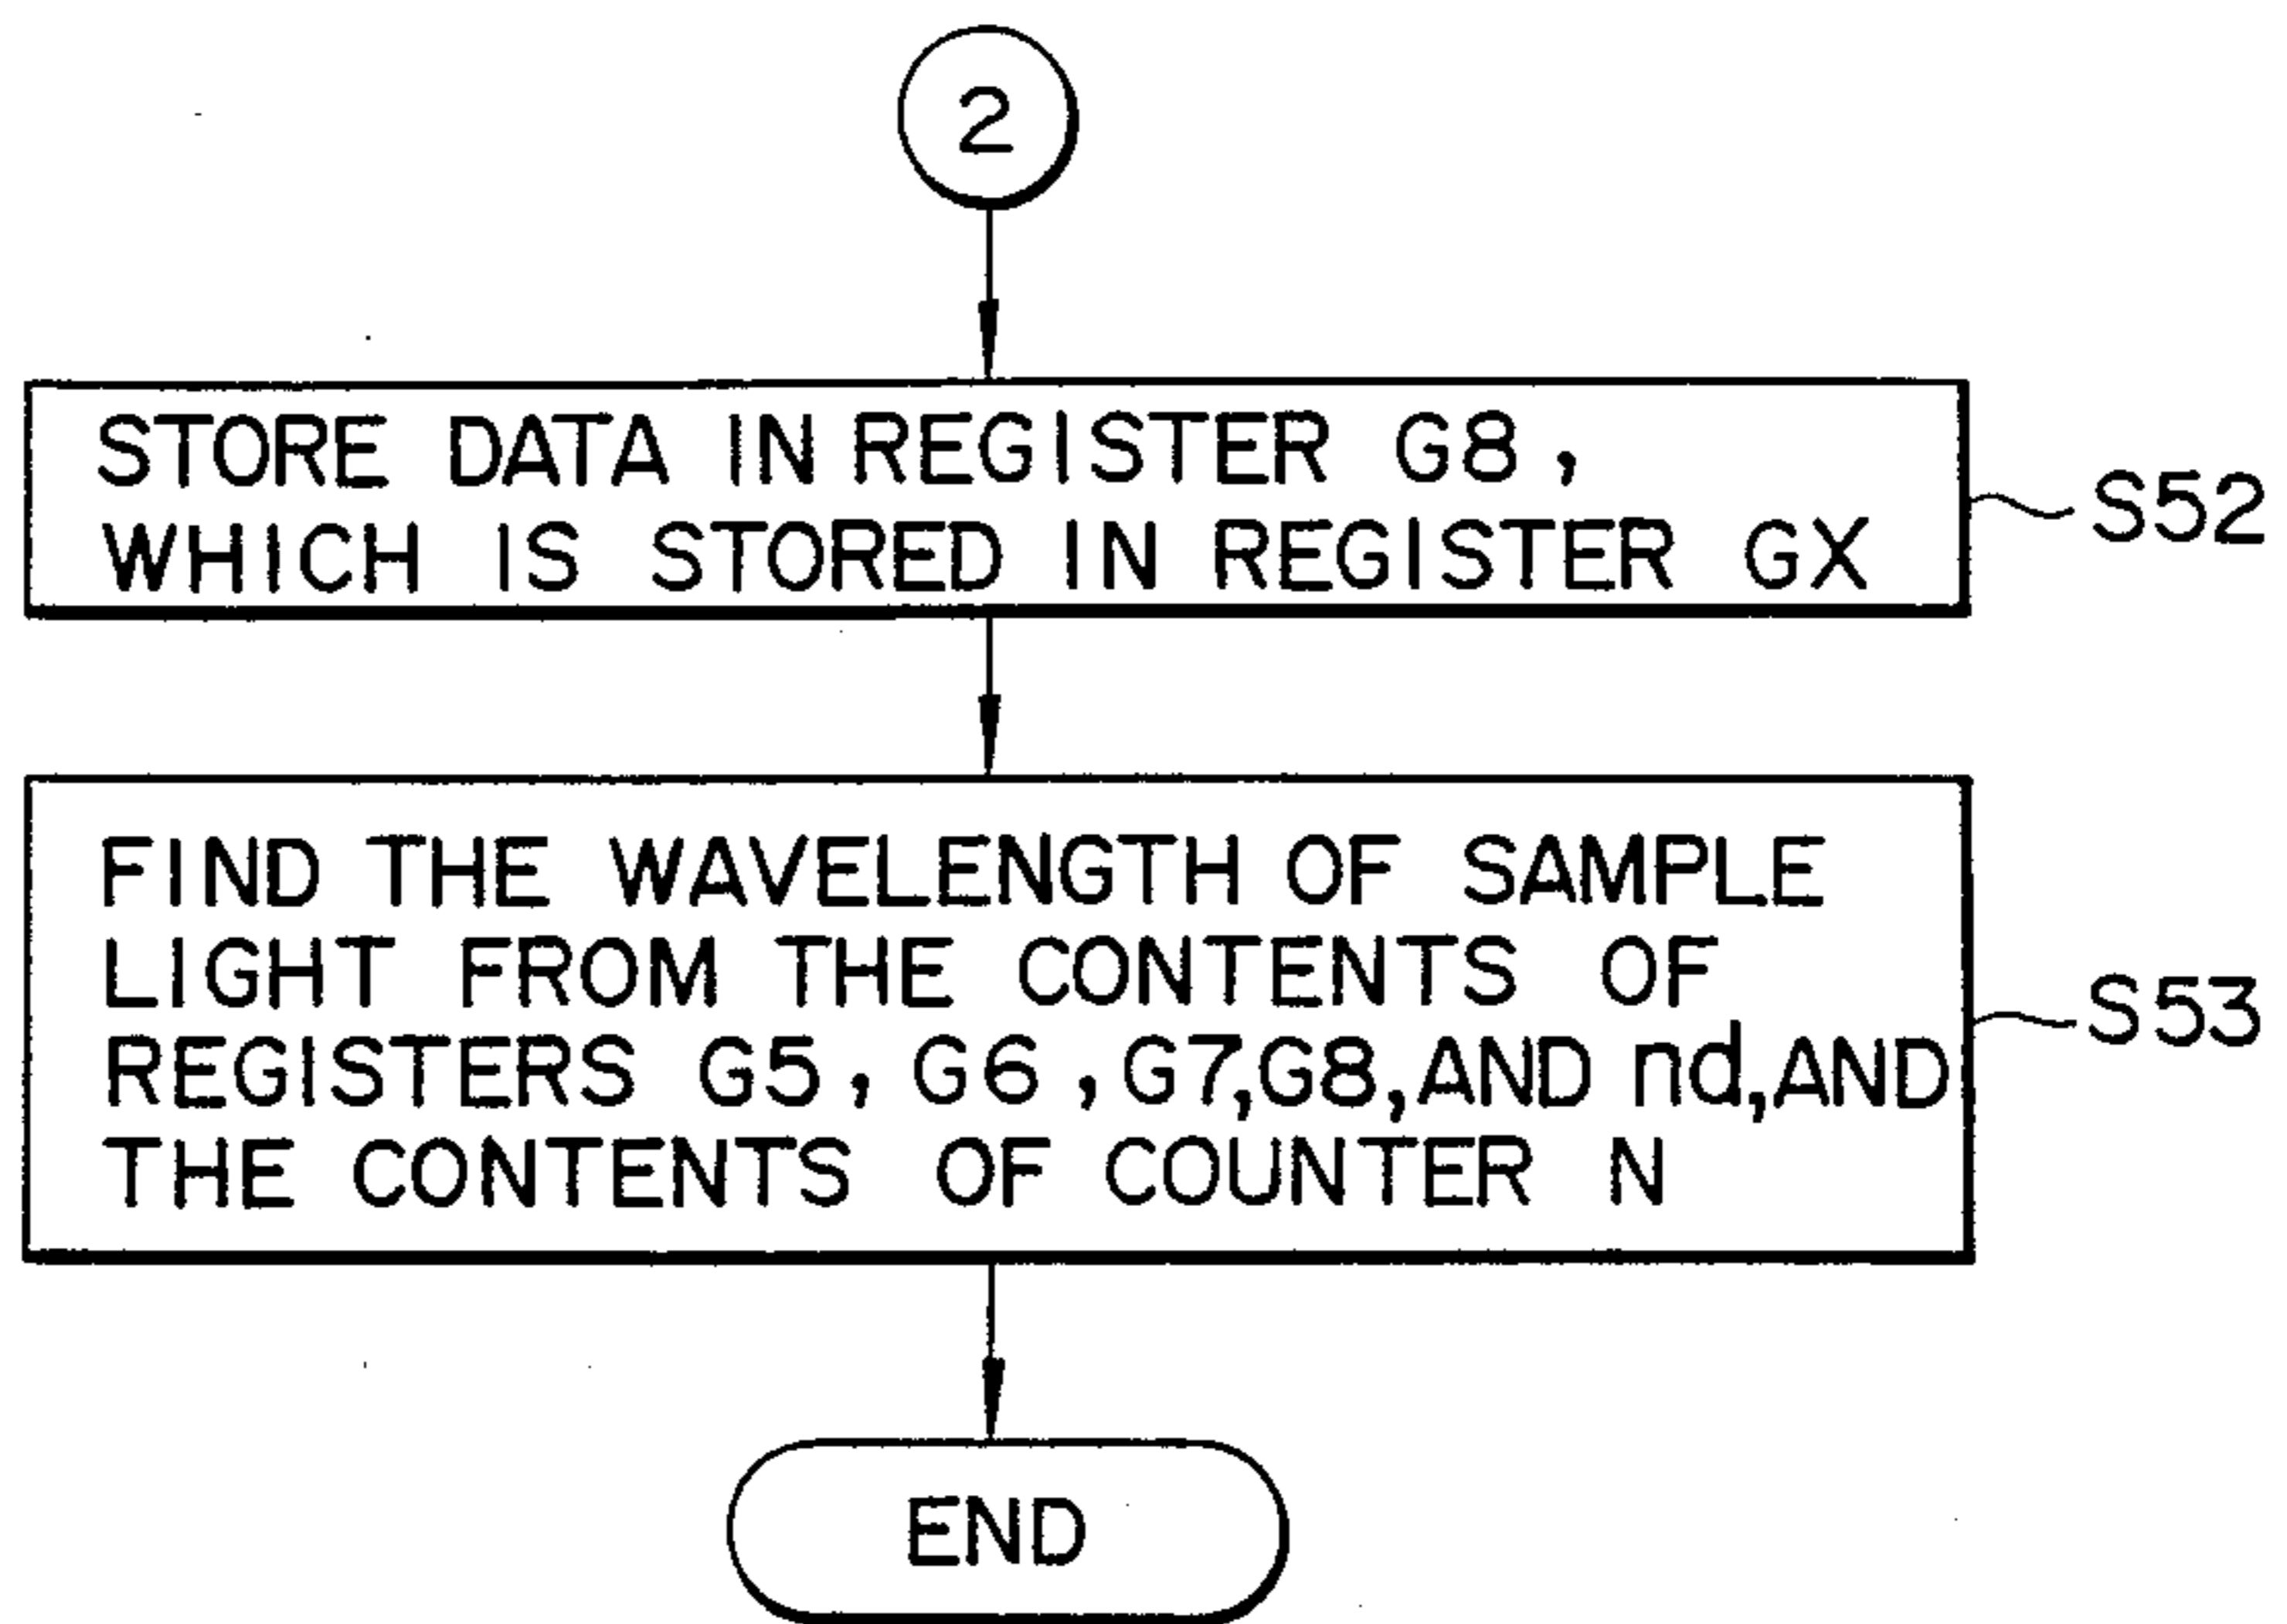 2
STORE DATA IN REGISTER G8,
WHICH IS STORED IN REGISTER GX
S52
FIND THE WAVELENGTH OF SAMPLE
LIGHT FROM THE CONTENTS OF
REGISTERS G5, G6, G7, G8, AND nd, AND
THE CONTENTS OF COUNTER N
S53
END